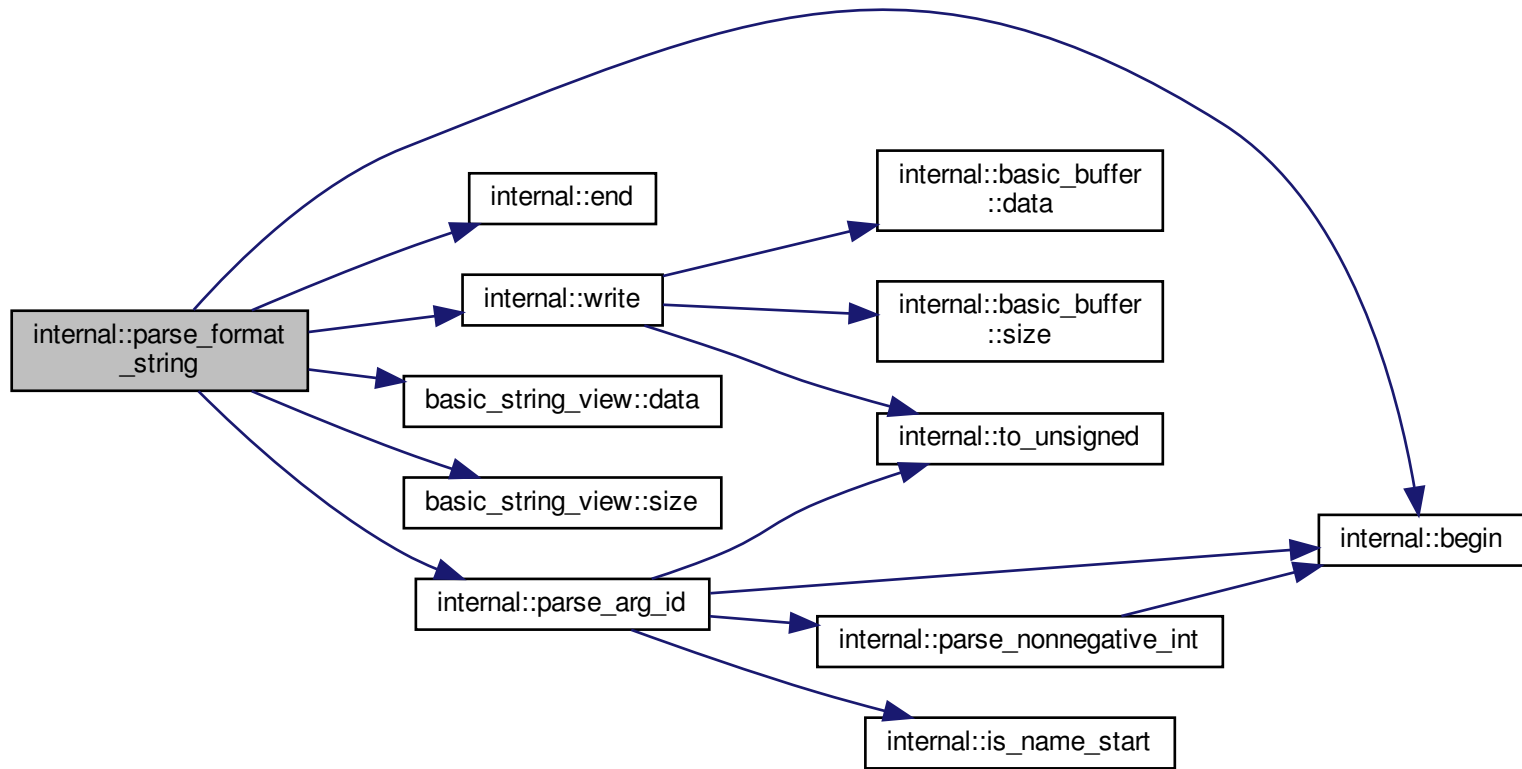 internal::parse_format
_string
internal::end
internal::write
basic_string_view::data
basic_string_view::size
internal::parse_arg_id
internal::basic_buffer
::data
internal::basic_buffer
::size
internal::to_unsigned
internal::parse_nonnegative_int
internal::is_name_start
internal::begin